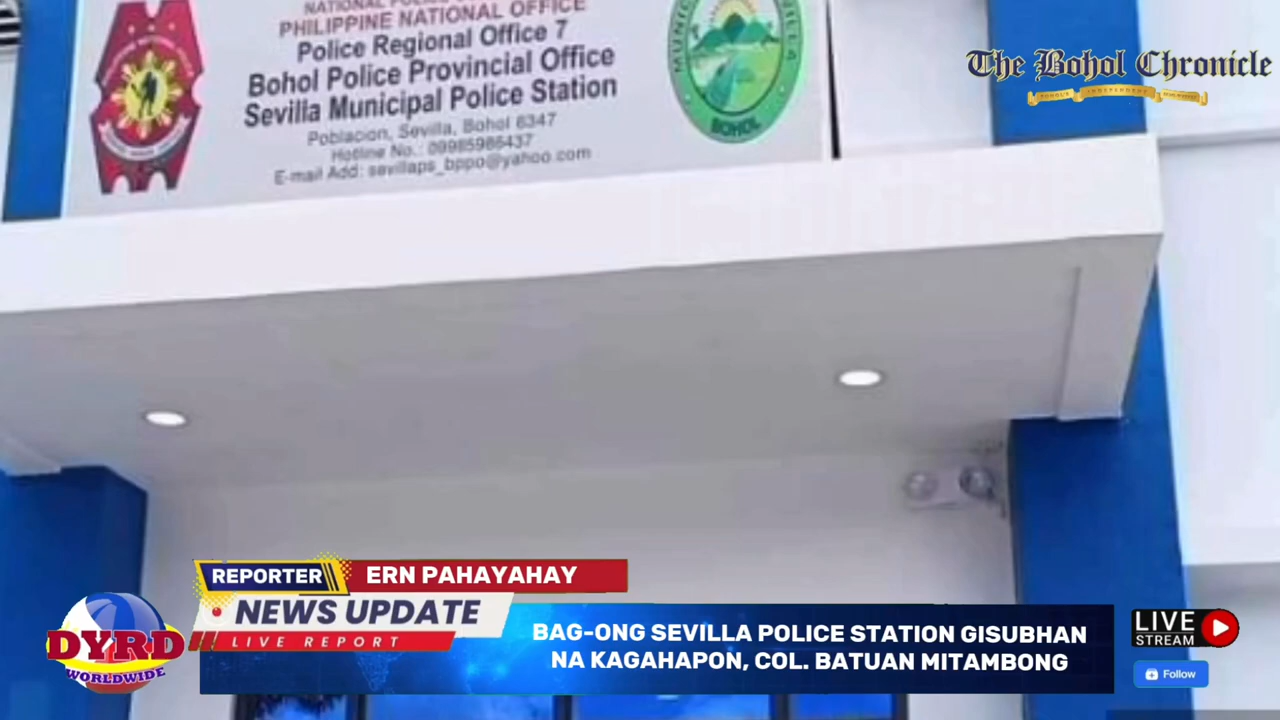 NATIONAL POLICE
PHILIPPINE NATIONAL OFFICE
Police Regional Office 7
Bohol Police Provincial Office
Sevilla Municipal Police Station
Poblacion, Sevilla, Bohol 6347
Hotline No.: 09985986437
E-mail Add: sevillaps_bppo@yahoo.com
BOHOL
The Bohol Chronicle
REPORTER
ERN PAHAYAHAY
NEWS UPDATE
LIVE REPORT
BAG-ONG SEVILLA POLICE STATION GISUBHAN
NA KAGAHAPON, COL. BATUAN MITAMBONG
DYRD
WORLDWIDE
LIVE
STREAM
Follow